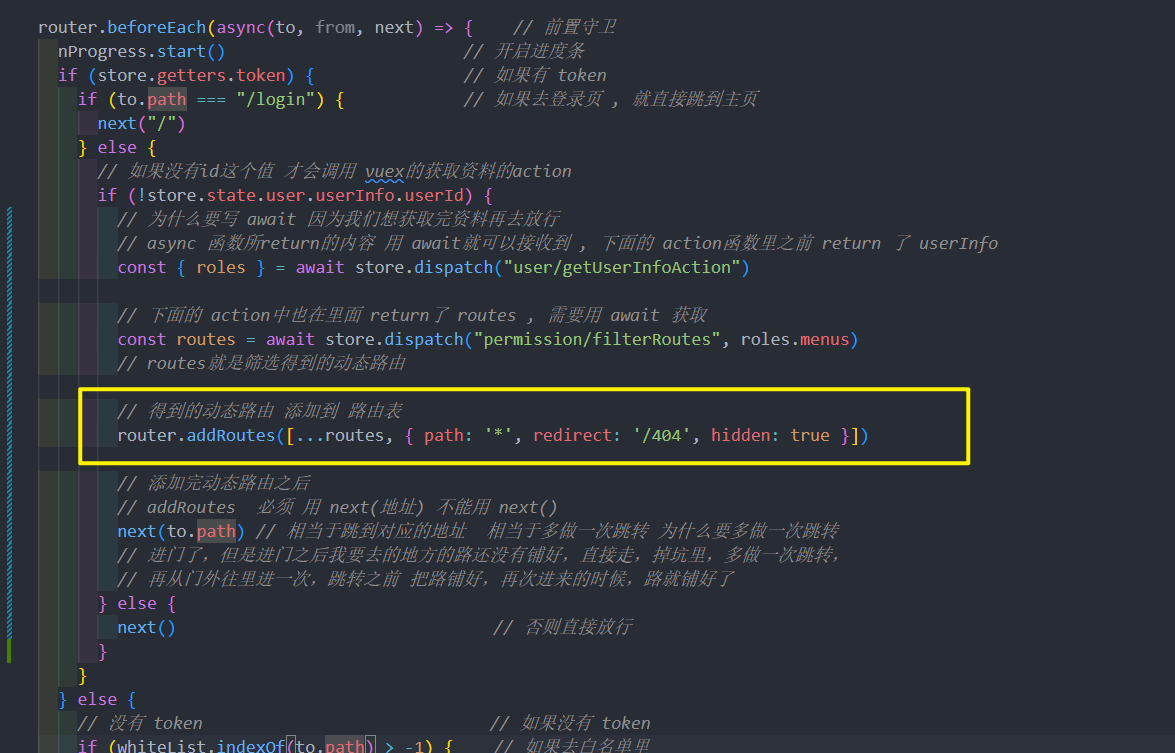 router.beforeEach(async(to, from, next) => {    // 前置守卫
  nProgress.start()                        // 开启进度条
  if (store.getters.token) {               // 如果有 token
    if (to.path === "/login") {            // 如果去登录页 , 就直接跳到主页
      next("/")
    } else {
      // 如果没有id这个值 才会调用 vuex的获取资料的action
      if (!store.state.user.userInfo.userId) {
        // 为什么要写 await 因为我们想获取完资料再去放行
        // async 函数所return的内容 用 await就可以接收到 , 下面的 action函数里之前 return 了 userInfo
        const { roles } = await store.dispatch("user/getUserInfoAction")
        // 下面的 action中也在里面 return了 routes , 需要用 await 获取
        const routes = await store.dispatch("permission/filterRoutes", roles.menus)
        // routes就是筛选得到的动态路由
        // 得到的动态路由 添加到 路由表
        router.addRoutes([...routes, { path: '*', redirect: '/404', hidden: true }])
        // 添加完动态路由之后
        // addRoutes  必须 用 next(地址) 不能用 next()
        next(to.path) // 相当于跳到对应的地址  相当于多做一次跳转 为什么要多做一次跳转
        // 进门了，但是进门之后我要去的地方的路还没有铺好，直接走，掉坑里，多做一次跳转，
        // 再从门外往里进一次，跳转之前 把路铺好，再次进来的时候，路就铺好了
      } else {
        next()                                // 否则直接放行
      }
    }
  } else {
    // 没有 token                             // 如果没有 token
    if (whiteList.indexOf(to.path) > -1) {    // 如果去白名单里